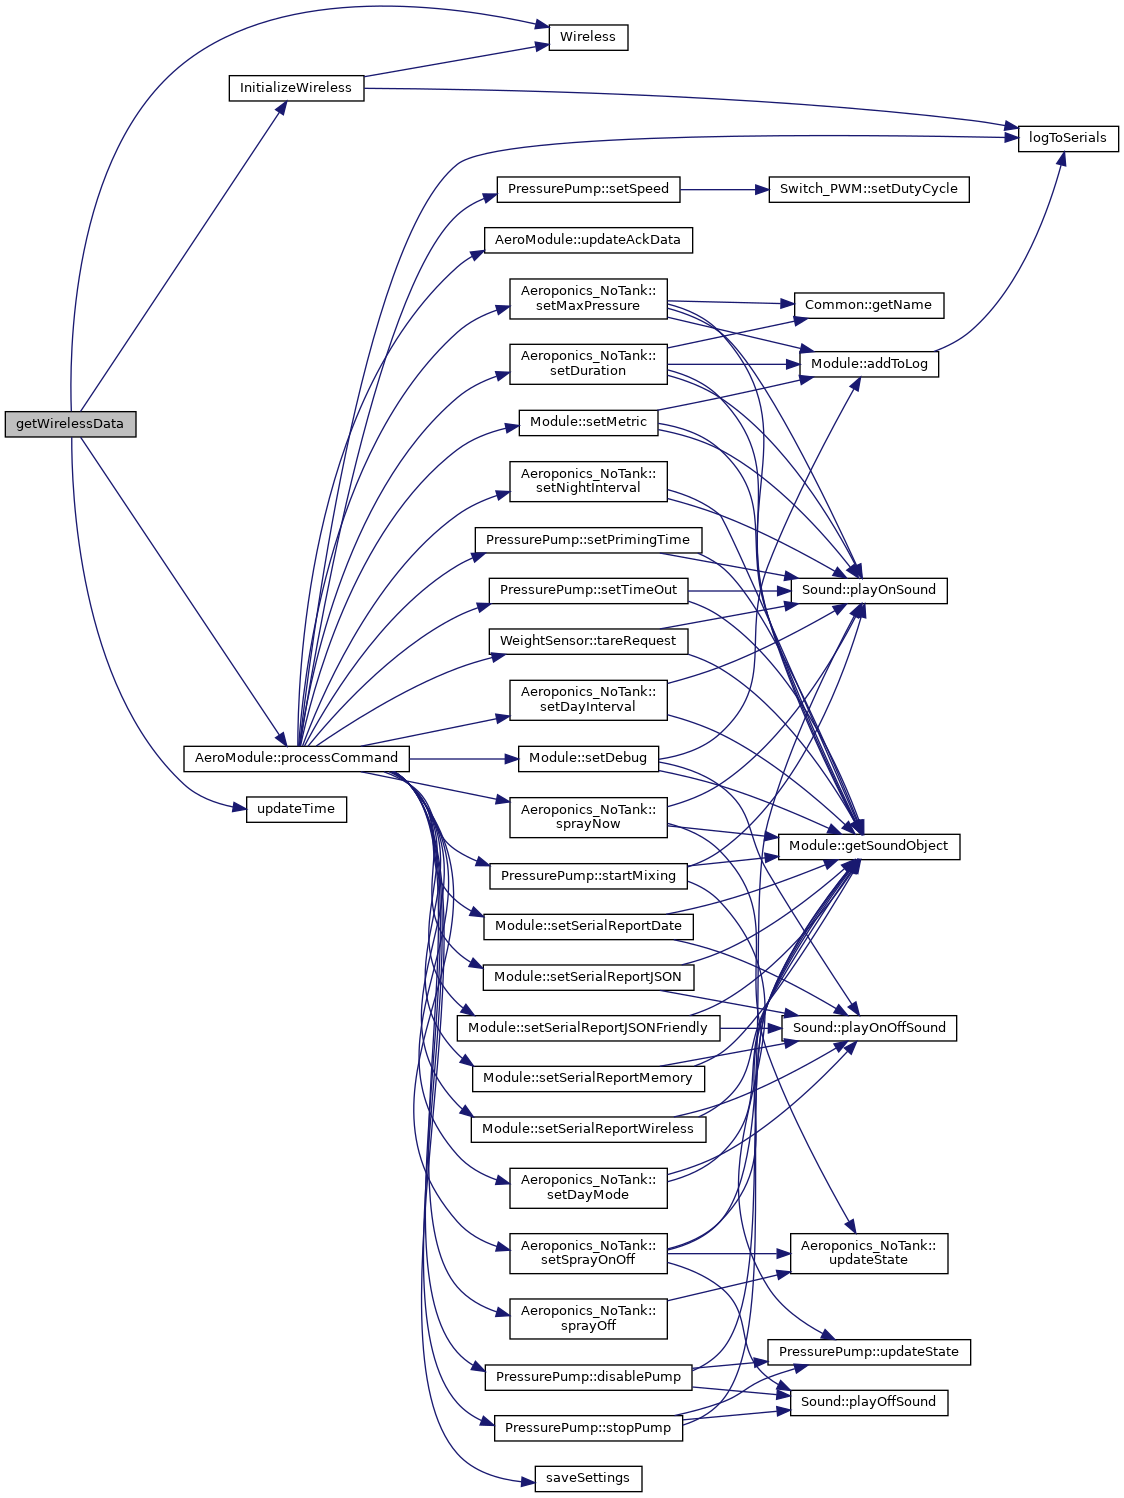 Wireless
InitializeWireless
logToSerials
PressurePump::setSpeed
Switch_PWM::setDutyCycle
AeroModule::updateAckData
Aeroponics_NoTank::
setMaxPressure
Common::getName
Aeroponics_NoTank::
setDuration
Module::addToLog
getWirelessData
Module::setMetric
Aeroponics_NoTank::
setNightInterval
PressurePump::setPrimingTime
PressurePump::setTimeOut
Sound::playOnSound
WeightSensor::tareRequest
Aeroponics_NoTank::
setDayInterval
AeroModule::processCommand
Module::setDebug
updateTime
Aeroponics_NoTank::
sprayNow
Module::getSoundObject
PressurePump::startMixing
Module::setSerialReportDate
Module::setSerialReportJSON
Module::setSerialReportJSONFriendly
Sound::playOnOffSound
Module::setSerialReportMemory
Module::setSerialReportWireless
Aeroponics_NoTank::
setDayMode
Aeroponics_NoTank::
setSprayOnOff
Aeroponics_NoTank::
updateState
Aeroponics_NoTank::
sprayOff
PressurePump::updateState
PressurePump::disablePump
Sound::playOffSound
PressurePump::stopPump
saveSettings